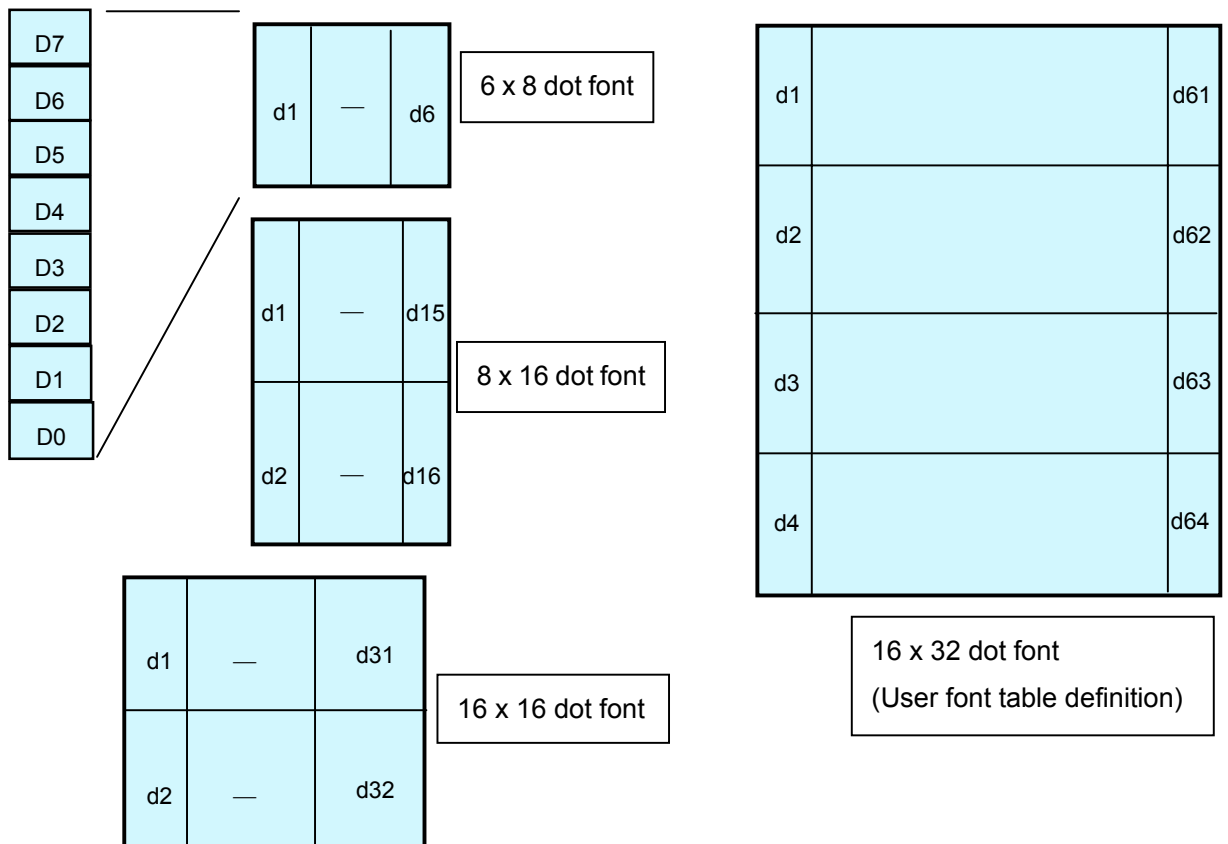 D7
D6
D5
D4
D3
D2
D1
D0
d1 — d6
6 x 8 dot font
d1 — d15
d2 — d16
8 x 16 dot font
d1 — d31
d2 — d32
16 x 16 dot font
d1 d61
d2 d62
d3 d63
d4 d64
16 x 32 dot font
(User font table definition)